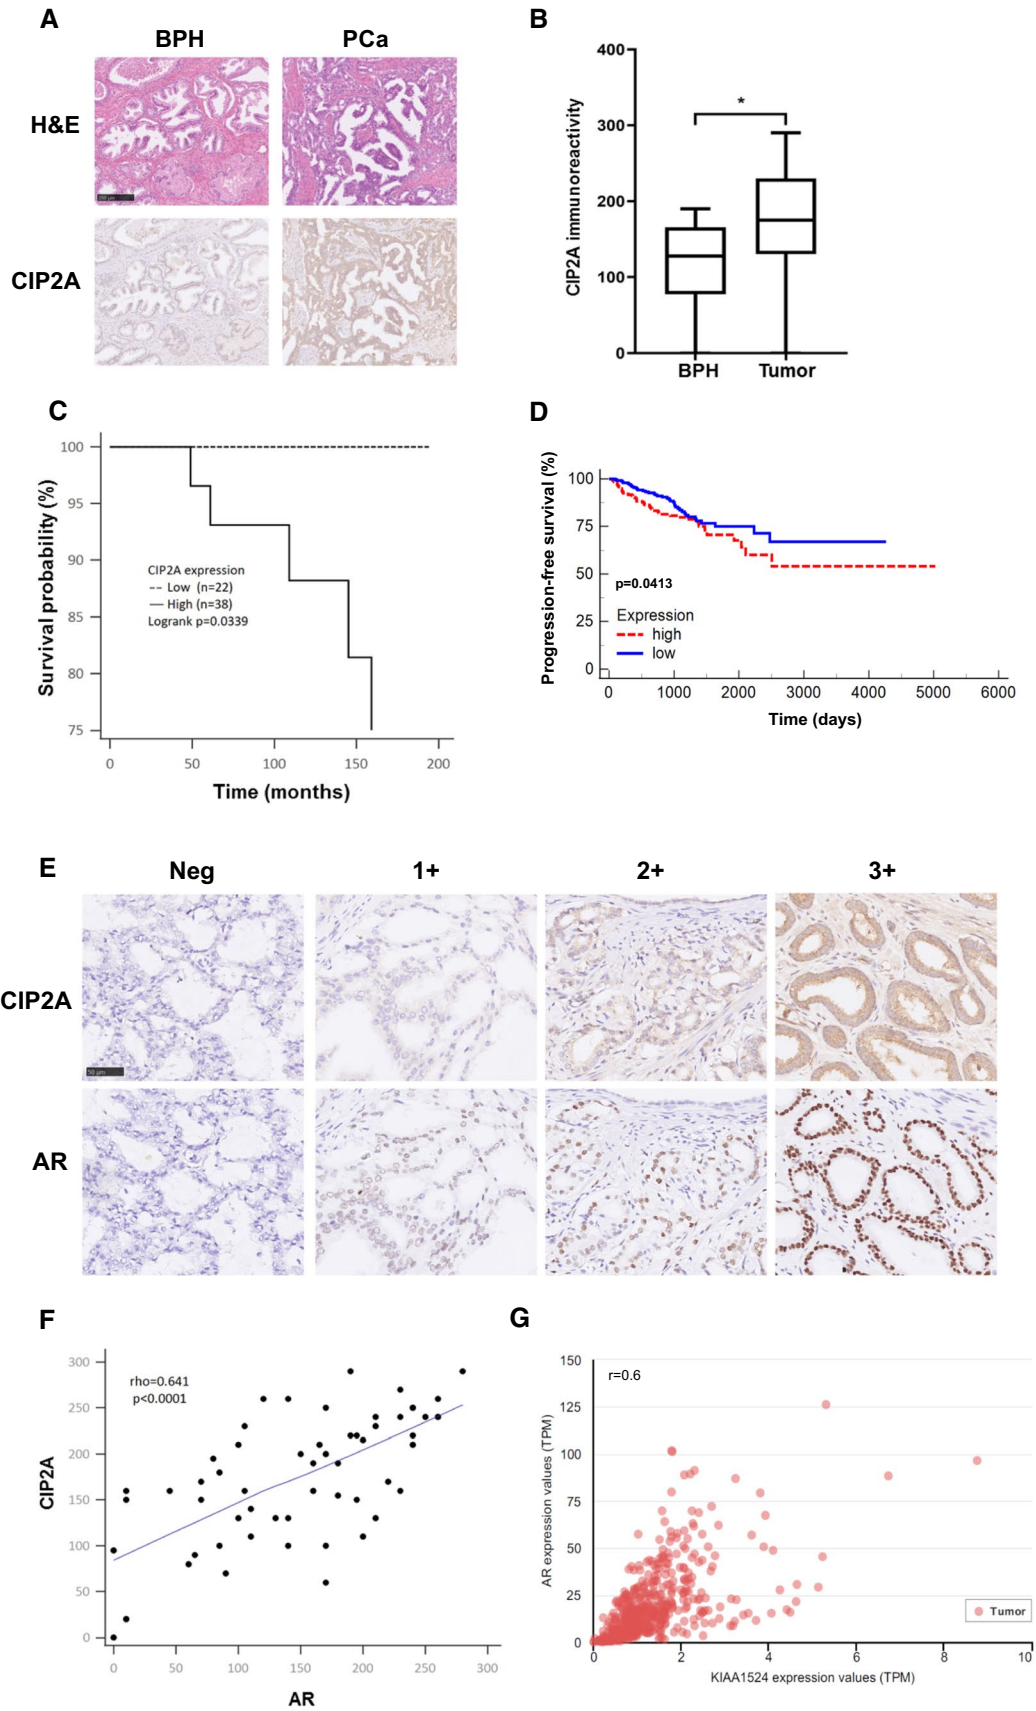 A
BPH
PCa
H&E
CIP2A
B
400
300
200
100
0
CIP2A immunoreactivity
*
BPH
Tumor
C
100
95
90
85
80
75
Survival probability (%)
CIP2A expression
Low (n=22)
High (n=38)
Logrank p=0.0339
0
50
100
150
200
Time (months)
D
100
75
50
25
0
Progression-free survival (%)
p=0.0413
Expression
high
low
0
1000
2000
3000
4000
5000
6000
Time (days)
E
Neg
1+
2+
3+
CIP2A
50 µm
AR
F
300
250
200
150
100
50
0
CIP2A
rho=0.641
p<0.0001
0
50
100
150
200
250
300
AR
G
150
125
100
75
50
25
0
AR expression values (TPM)
r=0.6
Tumor
0
2
4
6
8
10
KIAA1524 expression values (TPM)